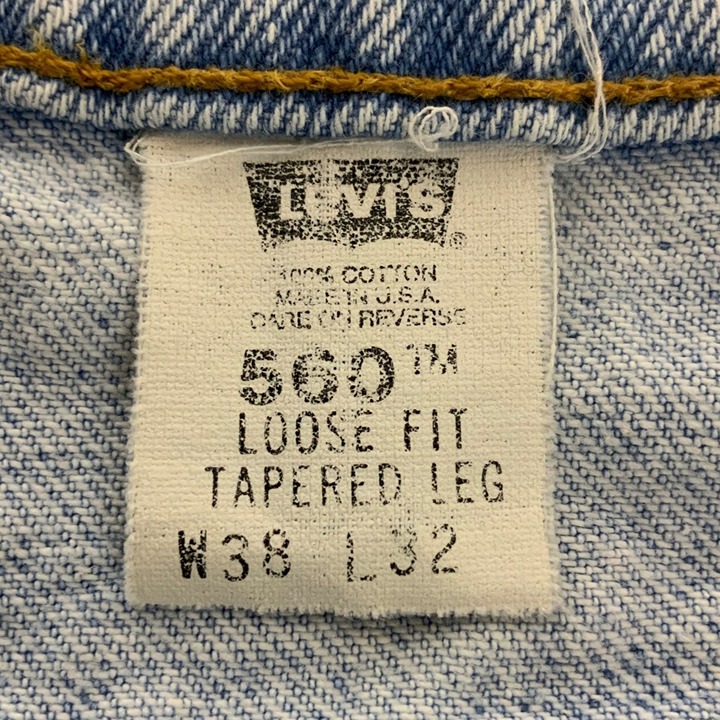 LEVI'S ®
100% COTTON
MADE IN U.S.A.
CARE ON REVERSE
560™
LOOSE FIT
TAPERED LEG
W38 L32